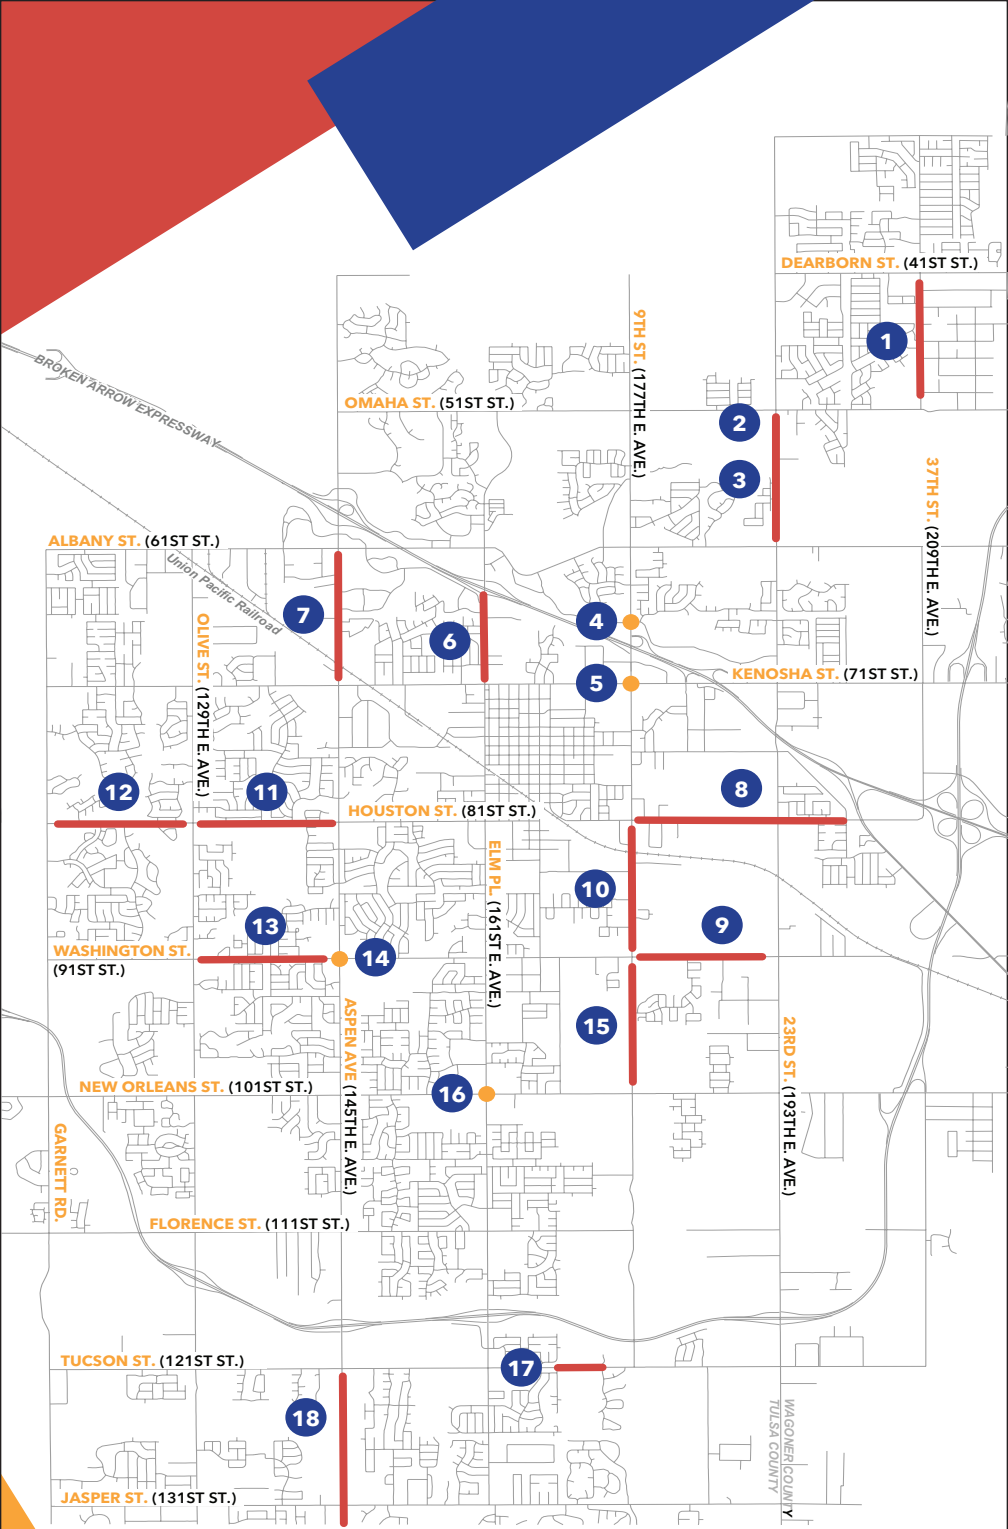 DEARBORN ST. (41ST ST.)
1
9TH ST. (177TH E. AVE.)
BROKEN ARROW EXPRESSWAY
OMAHA ST. (51ST ST.)
2
3
37TH ST. (209TH E. AVE.)
ALBANY ST. (61ST ST.)
Union Pacific Railroad
7
OLIVE ST. (129TH E. AVE.)
6
4
5
KENOSHA ST. (71ST ST.)
12
11
8
HOUSTON ST. (81ST ST.)
ELM PL. (161ST E. AVE.)
10
9
13
WASHINGTON ST.
(91ST ST.)
14
ASPEN AVE (145TH E. AVE.)
15
23RD ST. (193TH E. AVE.)
NEW ORLEANS ST. (101ST ST.)
16
GARNETT RD.
FLORENCE ST. (111ST ST.)
TUCSON ST. (121ST ST.)
17
18
WAGONER COUNTY
TULSA COUNTY
JASPER ST. (131ST ST.)